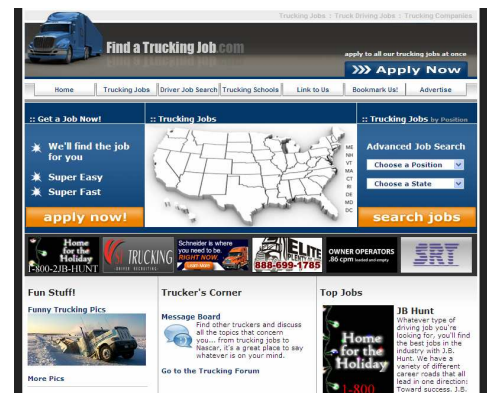 Trucking Jobs :: Truck Driving Jobs :: Trucking Companies
Find a Trucking Job.com
apply to all our trucking jobs at once
Apply Now
Home
Trucking Jobs
Driver Job Search
Trucking Schools
Link to Us
Bookmark Us!
Advertise
:: Get a Job Now!
We'll find the job
for you
Super Easy
Super Fast
apply now!
:: Trucking Jobs
ME
NH
VT
MA
CT
RI
DE
MD
DC
:: Trucking Jobs by Position
Advanced Job Search
Choose a Position
Choose a State
search jobs
Home
for the
Holiday
1-800-2JB-HUNT
TRUCKING
Schneider is where
you need to be.
RIGHT NOW.
ELITE
888-699-1785
OWNER OPERATORS
.86 cpm loaded and empty
SRT
Fun Stuff!
Funny Trucking Pics
More Pics
Trucker's Corner
Message Board
Find other truckers and discuss
all the topics that concern
you... from trucking jobs to
Nascar, it's a great place to say
whatever is on your mind.
Go to the Trucking Forum
Top Jobs
Home
for the
Holiday
1-800
JB Hunt
Whatever type of
driving job you're
looking for, you'll find
the best jobs in the
industry with J.B.
Hunt. We have a
variety of different
career roads that all
lead in one direction:
Toward success. J.B.